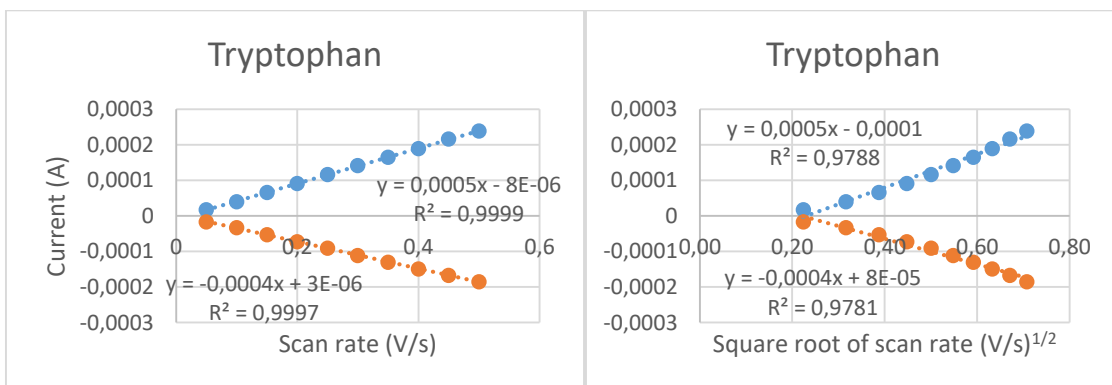 Tryptophan
0,0003
0,0002
0,0001
0
-0,0001
-0,0002
-0,0003
0
0,2
0,4
0,6
Current (A)
y = 0,0005x - 8E-06
R² = 0,9999
y = -0,0004x + 3E-06
R² = 0,9997
Scan rate (V/s)
Tryptophan
0,0003
0,0002
0,0001
0
-0,0001
-0,0002
-0,0003
0,00
0,20
0,40
0,60
0,80
y = 0,0005x - 0,0001
R² = 0,9788
y = -0,0004x + 8E-05
R² = 0,9781
Square root of scan rate (V/s)1/2